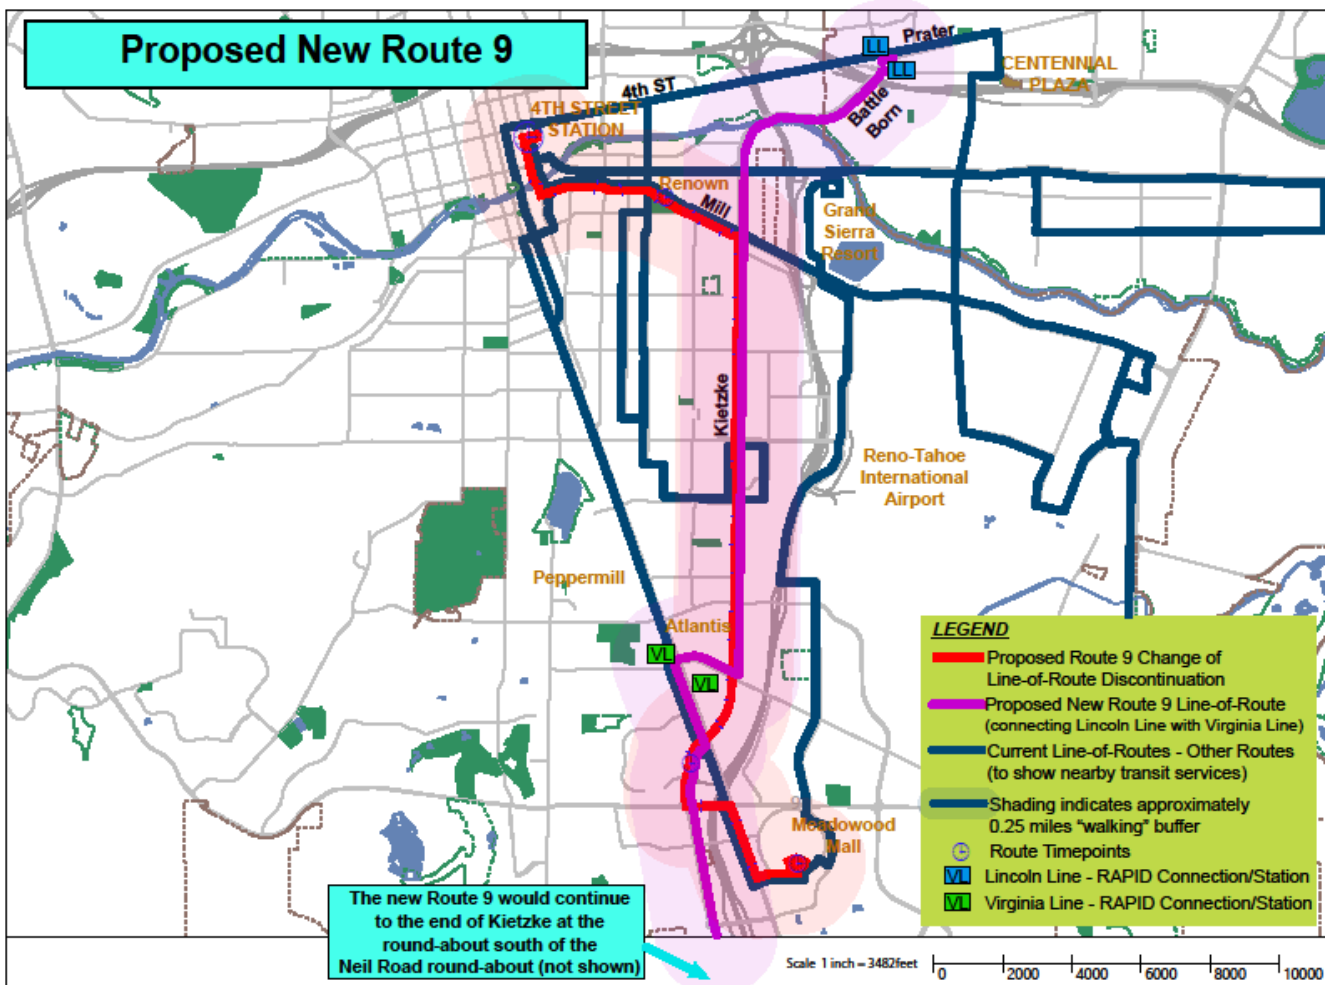 Proposed New Route 9
Prater
LL
LL
CENTENNIAL
PLAZA
4th ST
4TH STREET
STATION
Battle
Born
Renown
Mill
Grand
Sierra
Resort
Kietzke
Reno-Tahoe
International
Airport
Peppermill
Atlantis
VL
VL
Meadowood
Mall
LEGEND
Proposed Route 9 Change of
Line-of-Route Discontinuation
Proposed New Route 9 Line-of-Route
(connecting Lincoln Line with Virginia Line)
Current Line-of-Routes - Other Routes
(to show nearby transit services)
Shading indicates approximately
0.25 miles "walking" buffer
Route Timepoints
VL Lincoln Line - RAPID Connection/Station
VL Virginia Line - RAPID Connection/Station
The new Route 9 would continue
to the end of Kietzke at the
round-about south of the
Neil Road round-about (not shown)
Scale 1 inch = 3482feet
0 2000 4000 6000 8000 10000